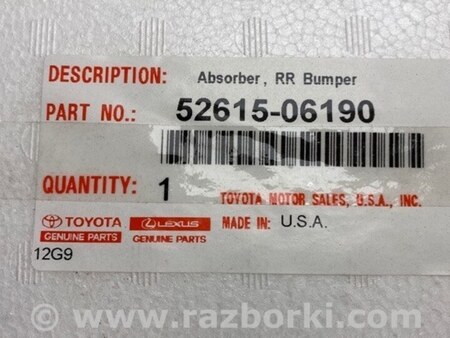 DESCRIPTION: Absorber, RR Bumper
PART NO.: 52615-06190
QUANTITY: 1 TOYOTA MOTOR SALES, U.S.A., INC.
TOYOTA LEXUS MADE IN: U.S.A.
GENUINE PARTS GENUINE PARTS
12G9
© www.razborki.com